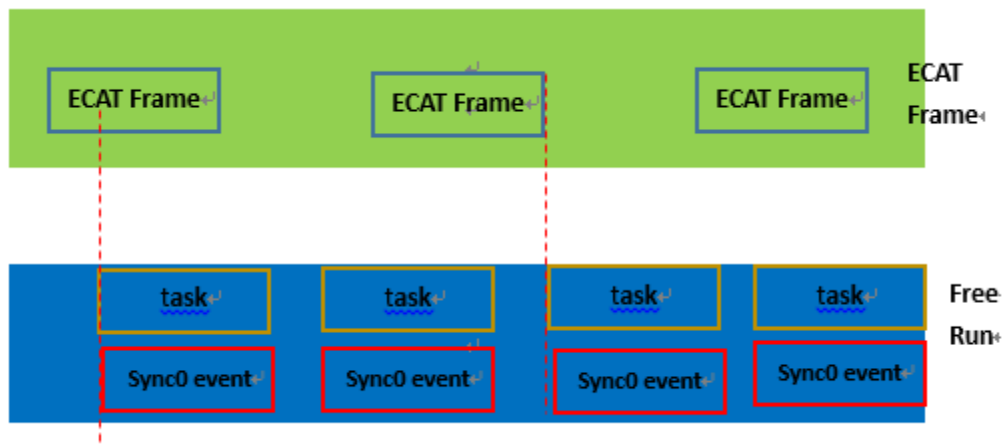 ECAT Frame
ECAT Frame
ECAT Frame
ECAT
Frame
task
task
task
task
Free
Run
Sync0 event
Sync0 event
Sync0 event
Sync0 event